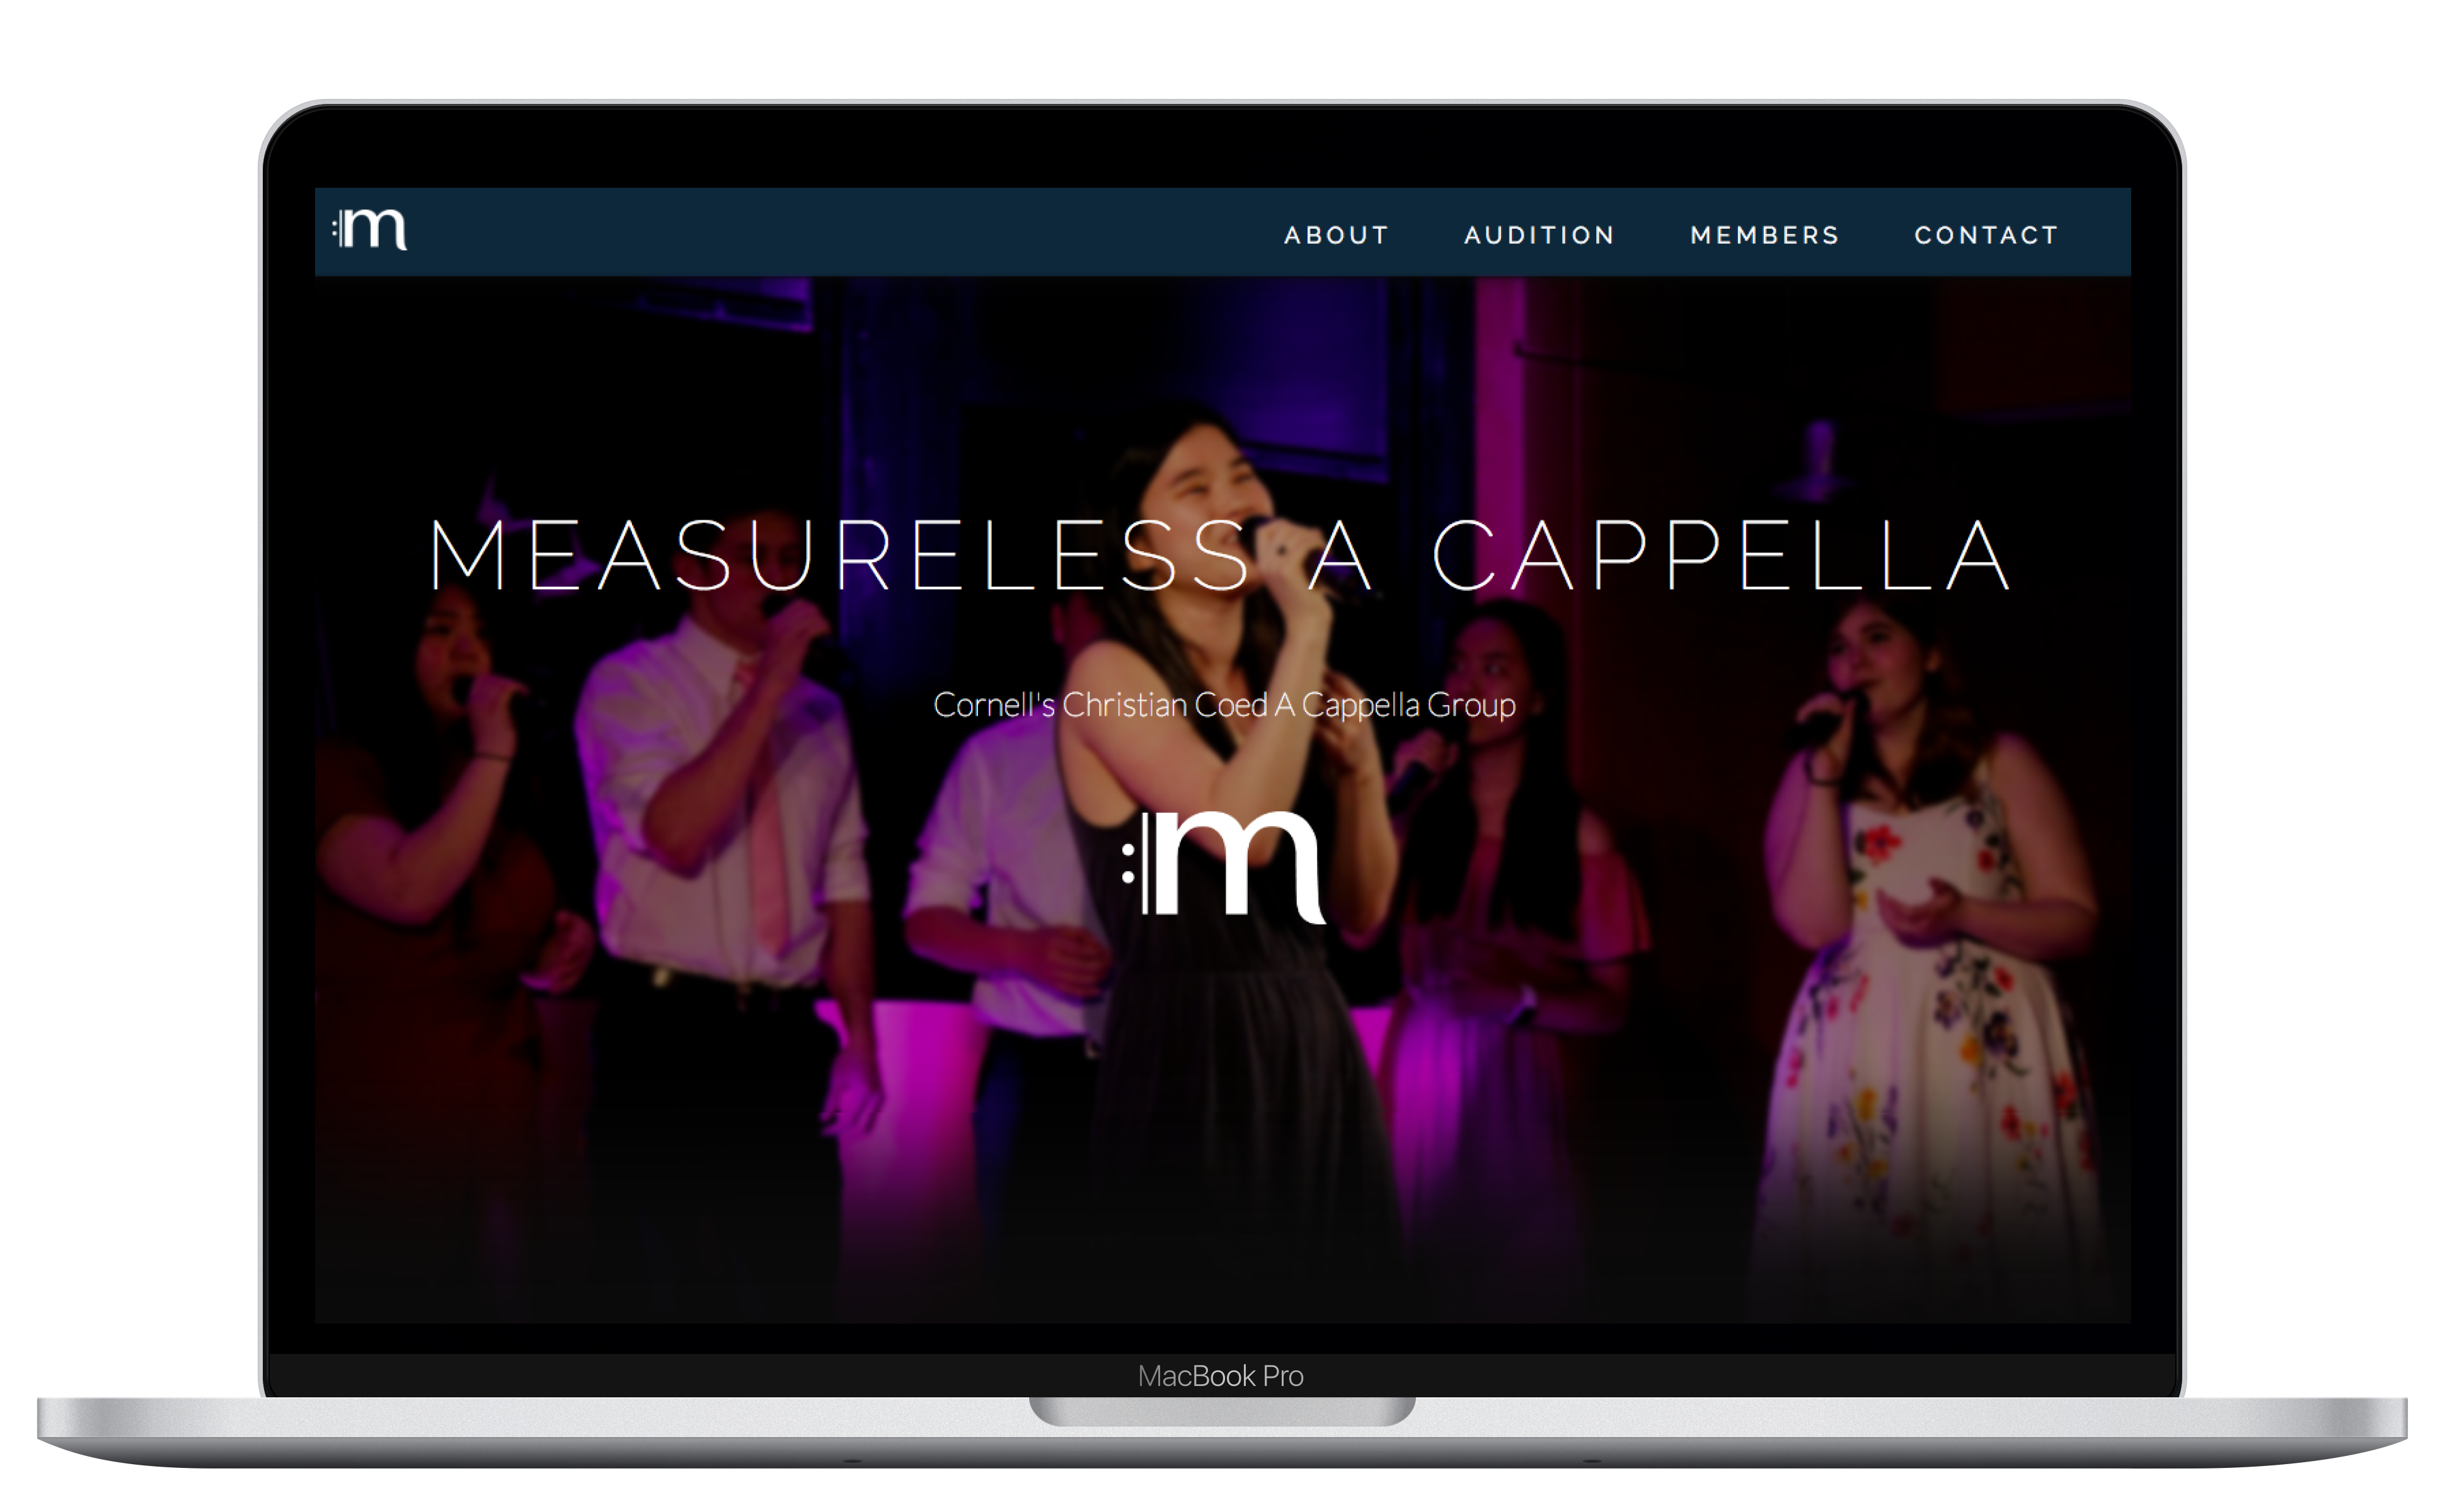 m
ABOUT AUDITION MEMBERS CONTACT
MEASURELESS A CAPPELLA
Cornell's Christian Coed A Cappella Group
m
MacBook Pro